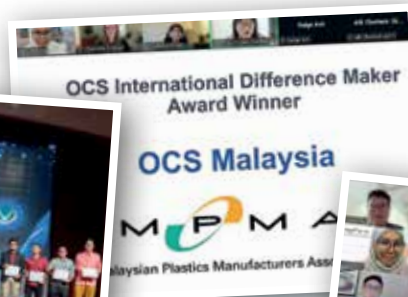 OCS International Difference Maker
Award Winner
OCS Malaysia
M P M A
alaysian Plastics Manufacturers Ass